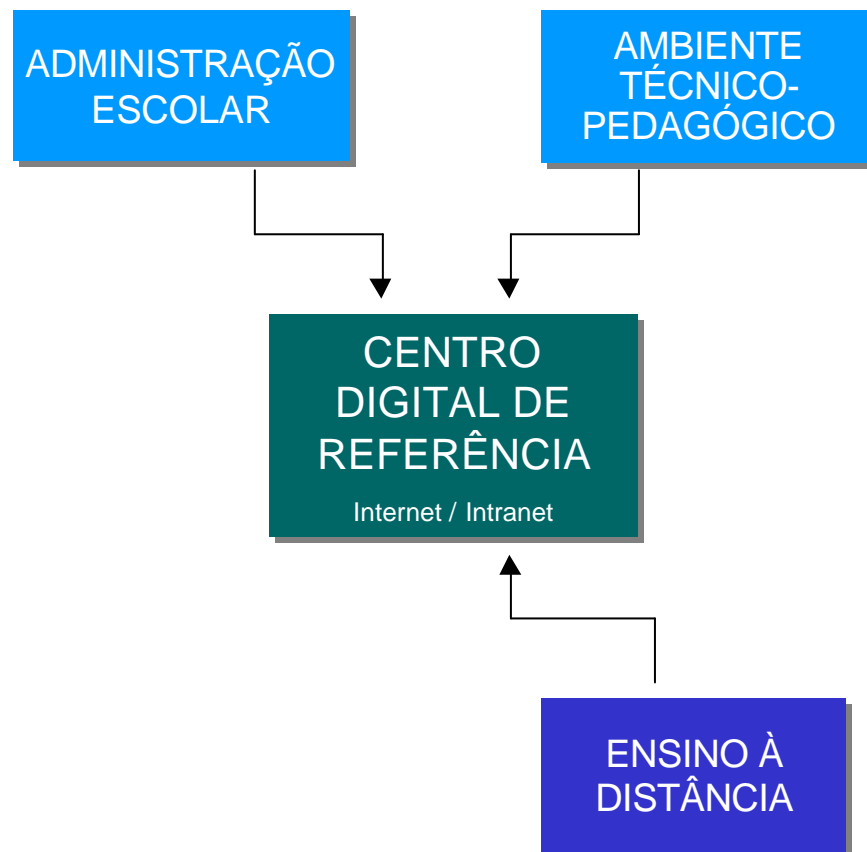 ADMINISTRAÇÃO
ESCOLAR
AMBIENTE
TÉCNICO-
PEDAGÓGICO
CENTRO
DIGITAL DE
REFERÊNCIA
Internet / Intranet
ENSINO À
DISTÂNCIA